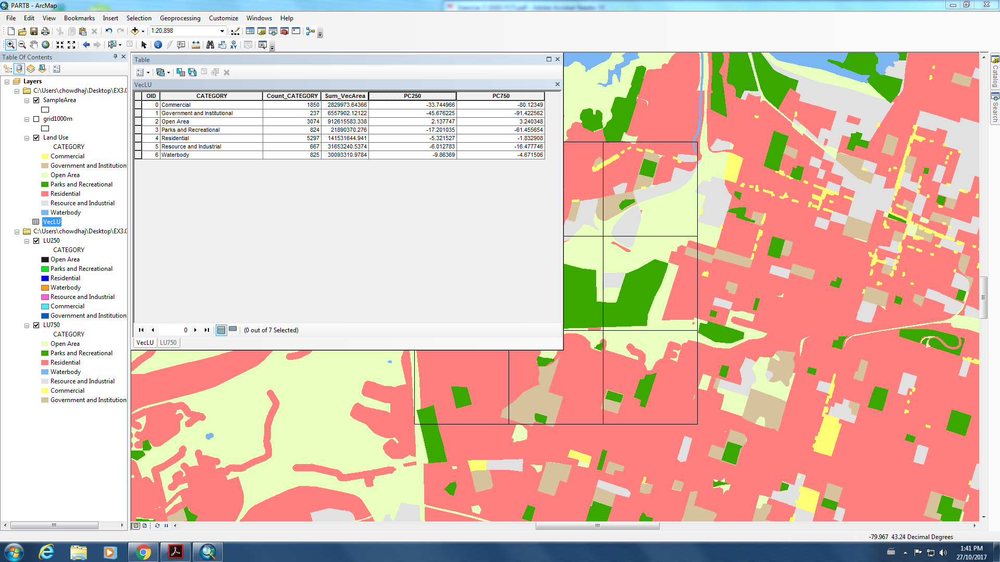 PARTB - ArcMap
File Edit View Bookmarks Insert Selection Geoprocessing Customize Windows Help
1:20,898
Table Of Contents
Layers
C:\Users\chowdhaj\Desktop\EX3.0
SampleArea
grid1000m
Land Use
CATEGORY
Commercial
Government and Institution
Open Area
Parks and Recreational
Residential
Resource and Industrial
Waterbody
VecLU
C:\Users\chowdhaj\Desktop\EX3.0
LU250
CATEGORY
Open Area
Parks and Recreational
Residential
Waterbody
Resource and Industrial
Commercial
Government and Institution
LU750
CATEGORY
Open Area
Parks and Recreational
Residential
Waterbody
Resource and Industrial
Commercial
Government and Institution
Table
VecLU
OID CATEGORY Count_CATEGORY Sum_VecArea PC250 PC750
0 Commercial 1850 2829973.64366 -33.744966 -80.12349
1 Government and Institutional 237 6557902.12122 -45.676225 -91.422562
2 Open Area 3074 912615583.338 2.137747 3.240348
3 Parks and Recreational 824 21890370.276 -17.201035 -61.455654
4 Residential 5297 141531644.941 -5.321527 -1.832908
5 Resource and Industrial 667 31653240.5374 -6.012783 -16.477746
6 Waterbody 825 30093310.9784 -9.86369 -4.671506
0
(0 out of 7 Selected)
VecLU LU750
Catalog
Search
-79.967 43.24 Decimal Degrees
1:41 PM
27/10/2017